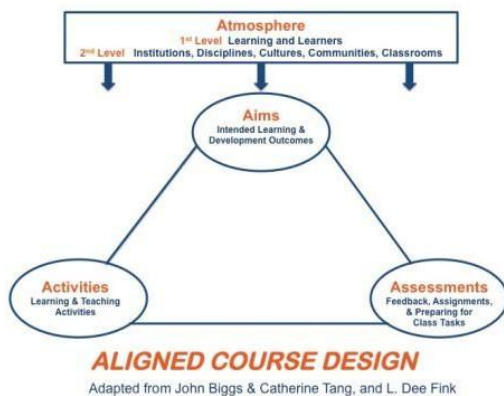 Atmosphere
1st Level Learning and Learners
2nd Level Institutions, Disciplines, Cultures, Communities, Classrooms
Aims
Intended Learning &
Development Outcomes
Activities
Learning & Teaching
Activities
Assessments
Feedback, Assignments,
& Preparing for
Class Tasks
ALIGNED COURSE DESIGN
Adapted from John Biggs & Catherine Tang, and L. Dee Fink